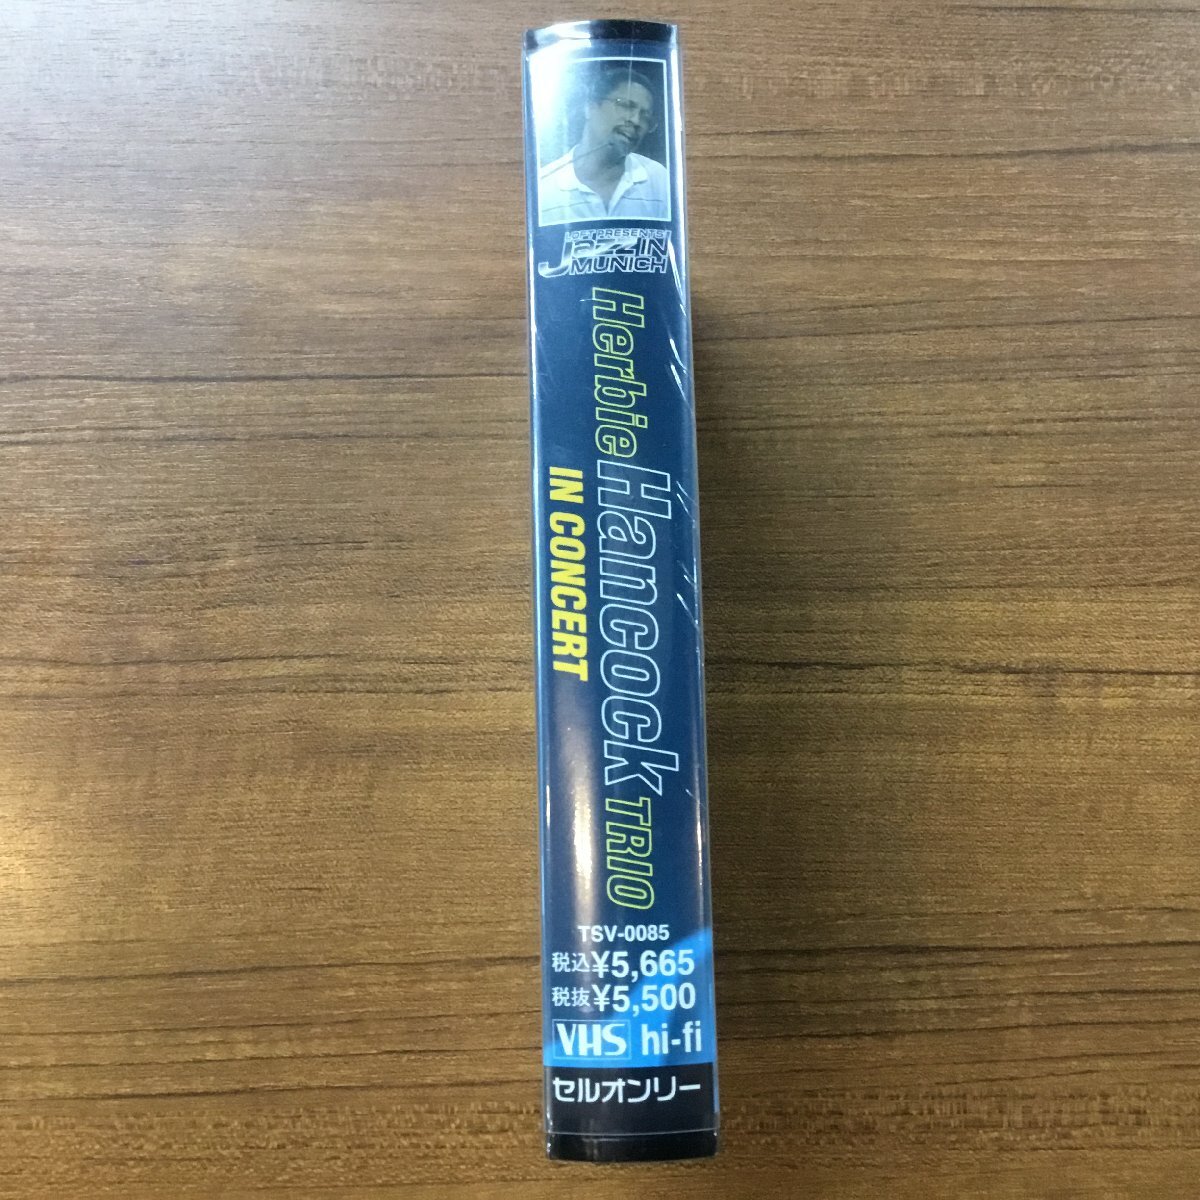 LOFT PRESENTS
JAZZ IN
MUNICH
Herbie Hancock TRIO
IN CONCERT
TSV-0085
税込¥5,665
税抜¥5,500
VHS hi-fi
セルオンリー